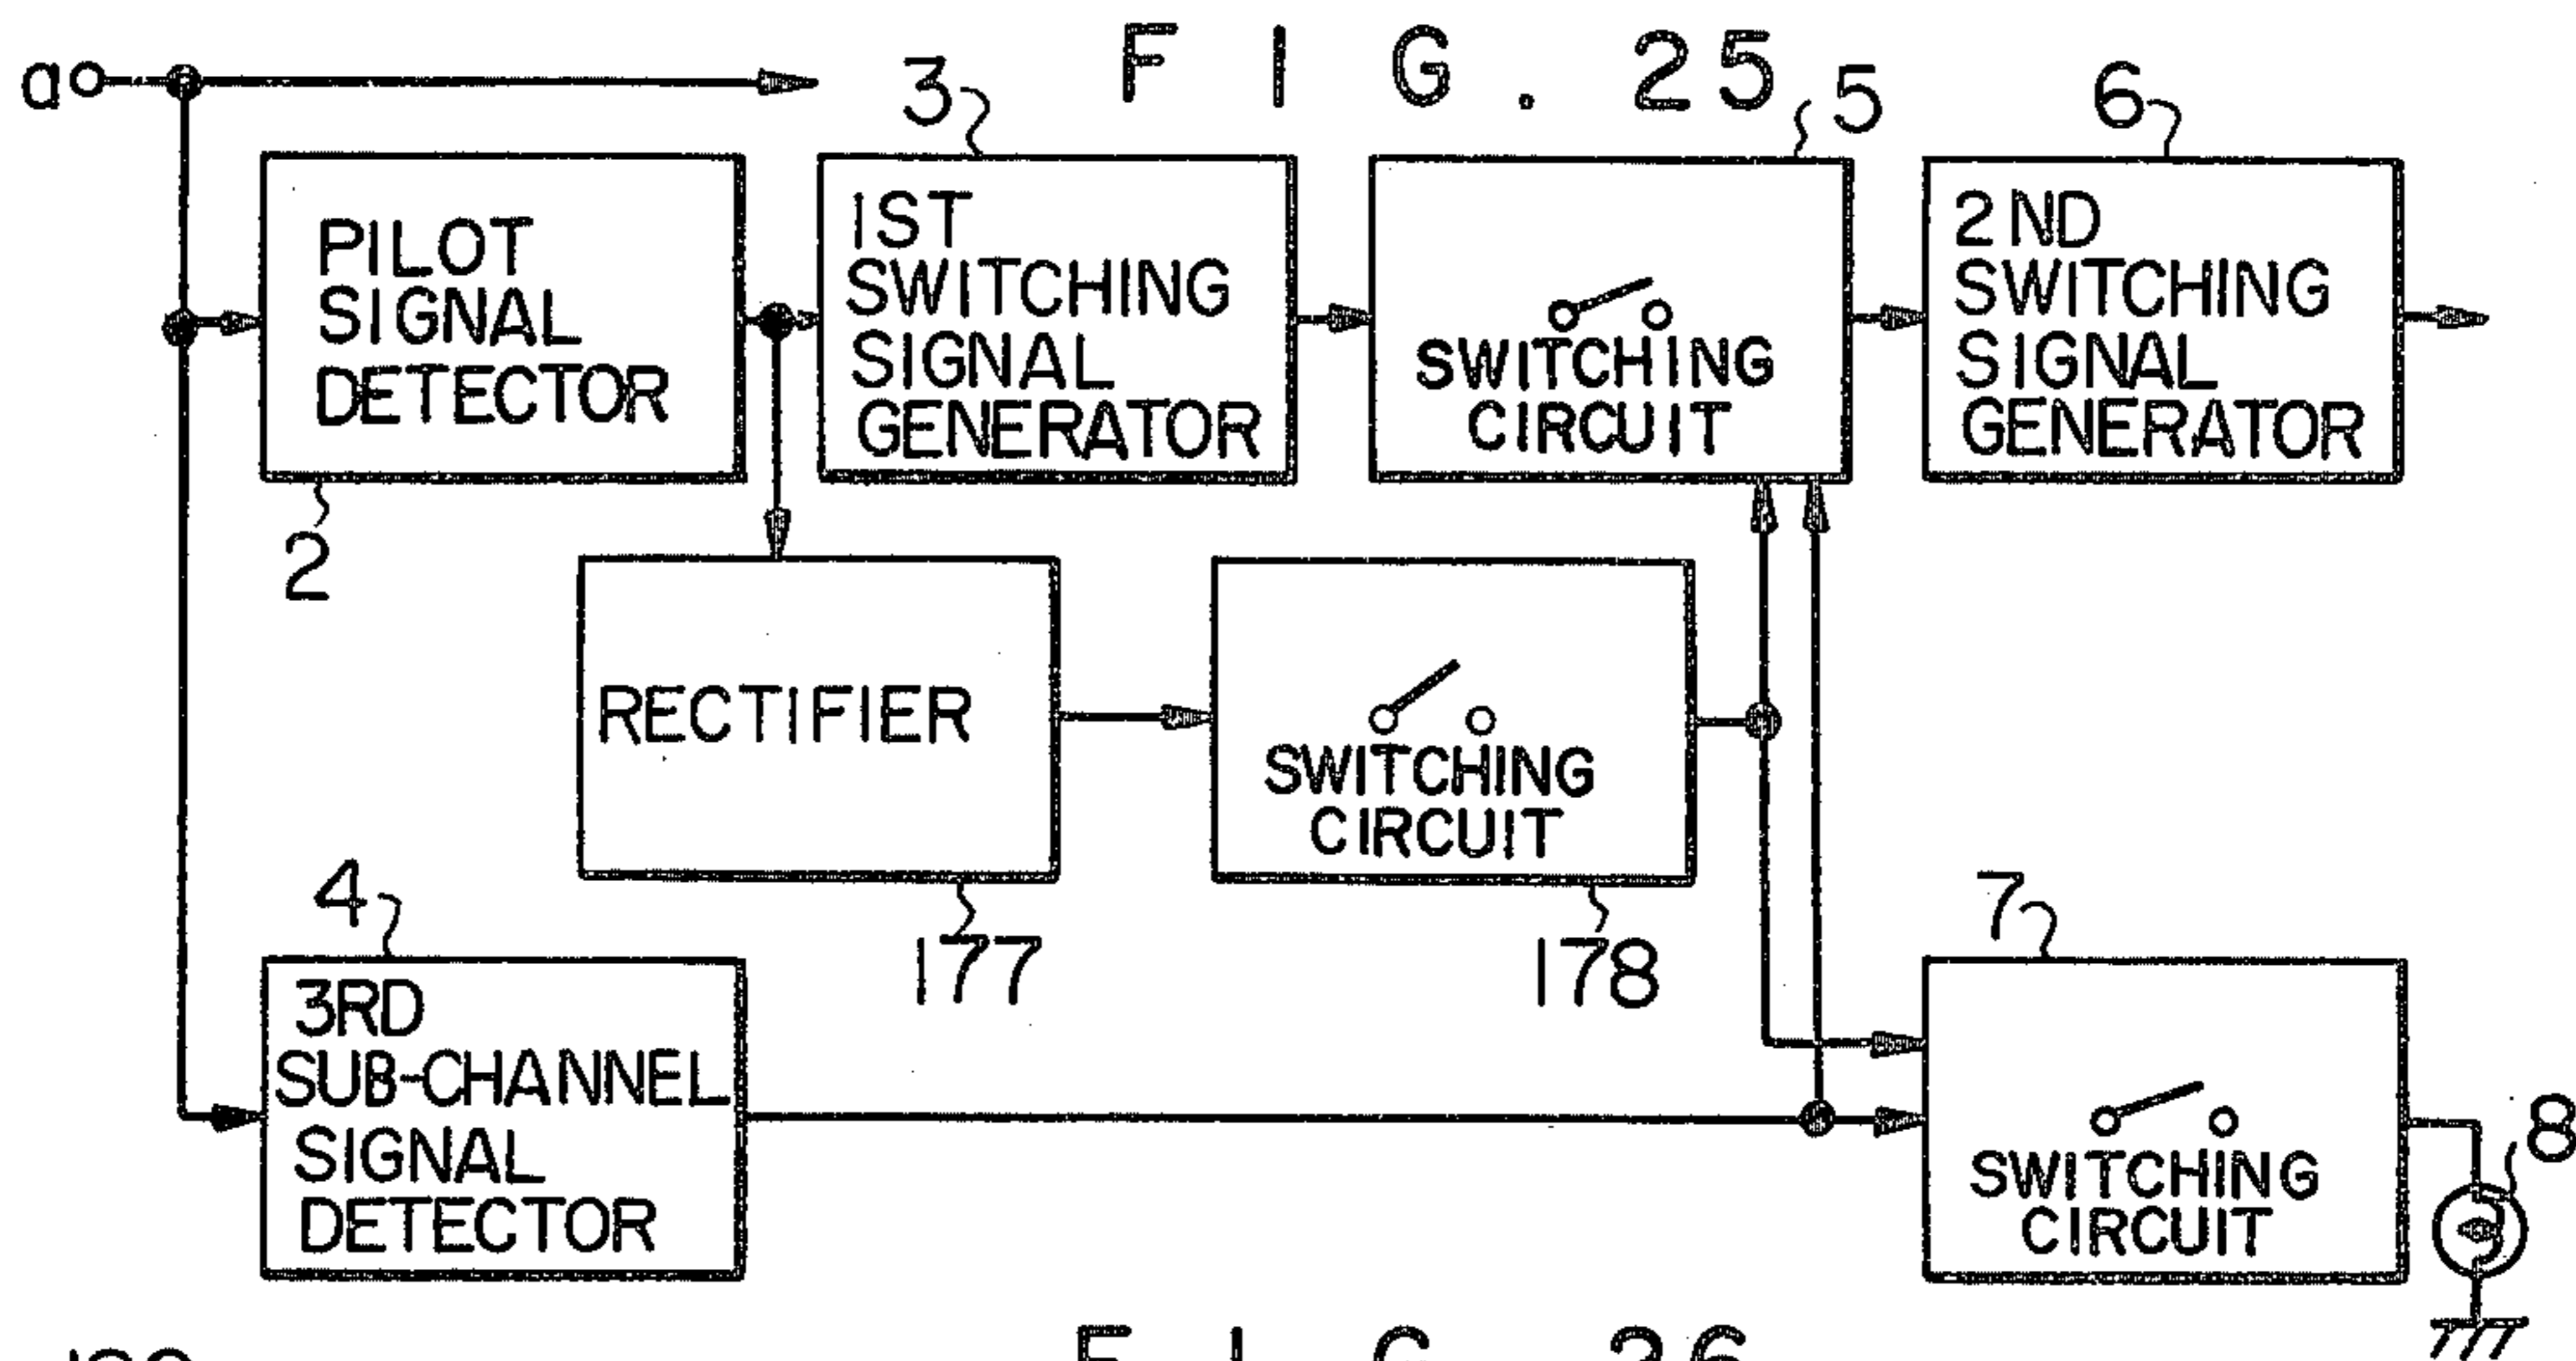 a
F I G . 25
3
5
6
PILOT
SIGNAL
DETECTOR
1ST
SWITCHING
SIGNAL
GENERATOR
SWITCHING
CIRCUIT
2ND
SWITCHING
SIGNAL
GENERATOR
2
RECTIFIER
SWITCHING
CIRCUIT
4
177
178
7
3RD
SUB-CHANNEL
SIGNAL
DETECTOR
SWITCHING
CIRCUIT
8